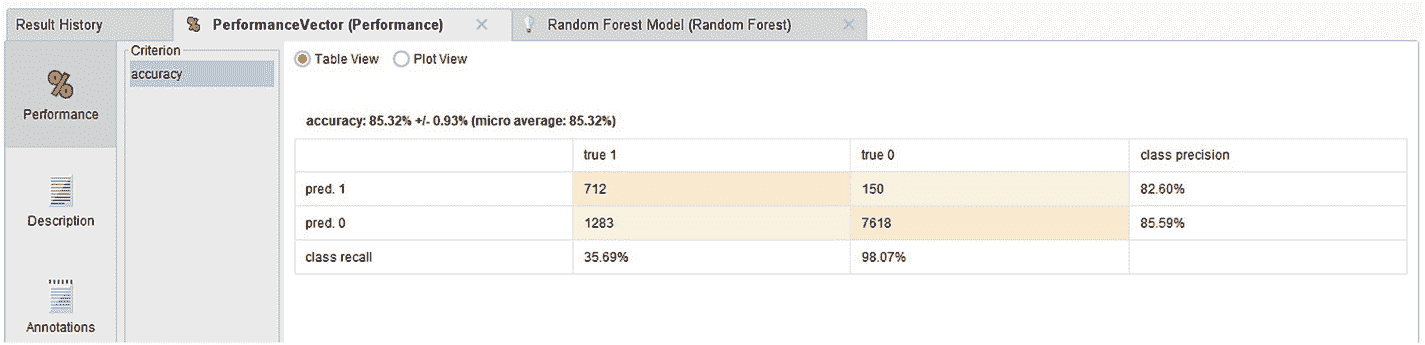 Result History
PerformanceVector (Performance)
Random Forest Model (Random Forest)
Performance
Description
Annotations
Criterion
accuracy
Table View Plot View
accuracy: 85.32% +/- 0.93% (micro average: 85.32%)
true 1 true 0 class precision
pred. 1 712 150 82.60%
pred. 0 1283 7618 85.59%
class recall 35.69% 98.07%